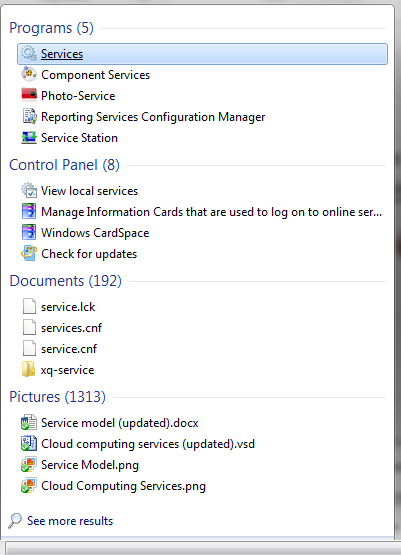 Programs (5)
Services
Component Services
Photo-Service
Reporting Services Configuration Manager
Service Station
Control Panel (8)
View local services
Manage Information Cards that are used to log on to online ser...
Windows CardSpace
Check for updates
Documents (192)
service.lck
services.cnf
service.cnf
xq-service
Pictures (1313)
Service model (updated).docx
Cloud computing services (updated).vsd
Service Model.png
Cloud Computing Services.png
See more results